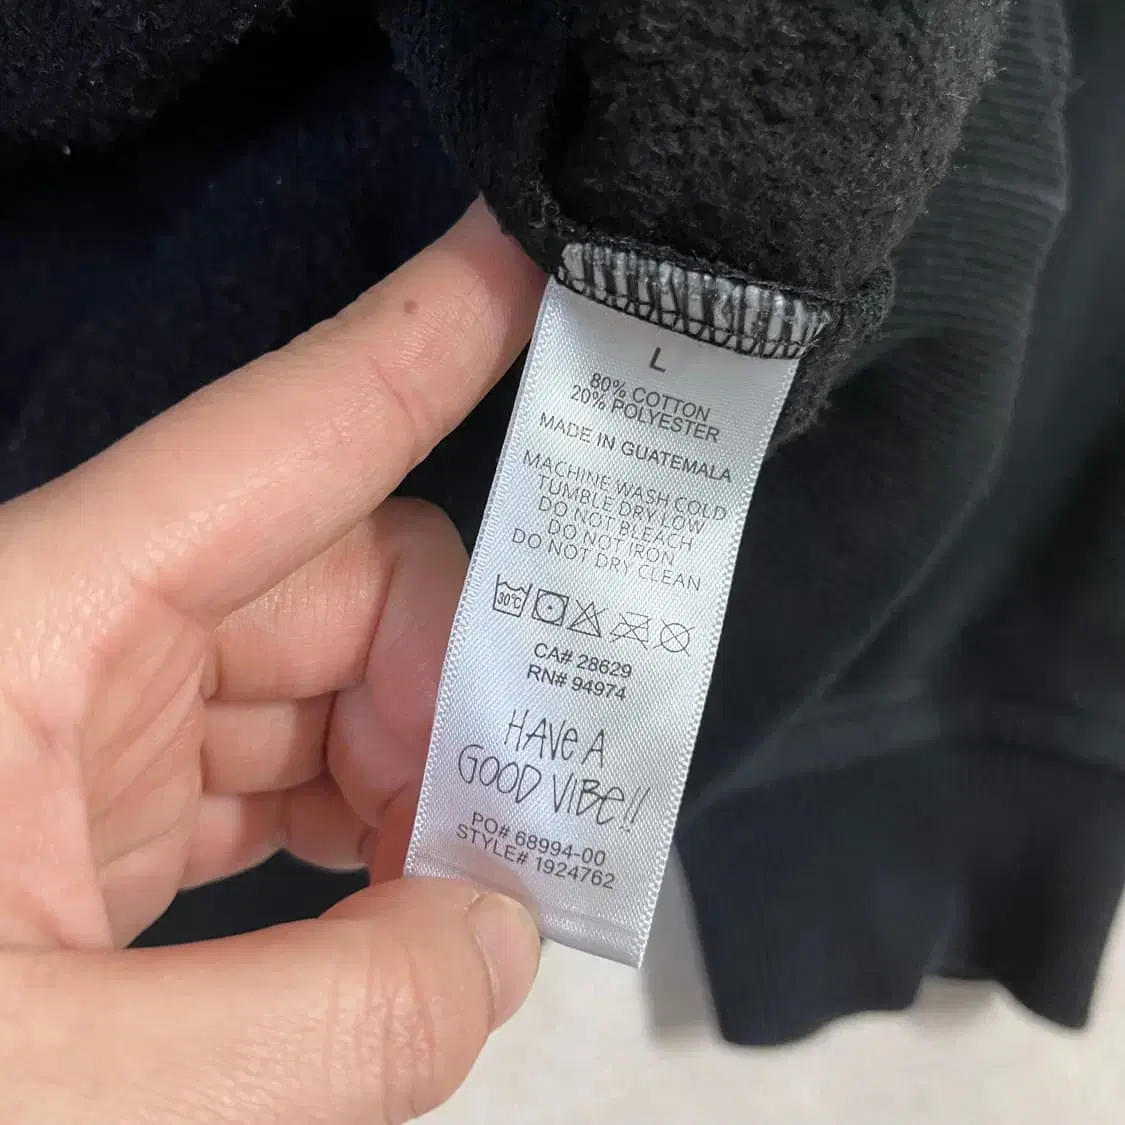 L
80% COTTON
20% POLYESTER
MADE IN GUATEMALA
MACHINE WASH COLD
TUMBLE DRY LOW
DO NOT BLEACH
DO NOT IRON
DO NOT DRY CLEAN
30°C
CA# 28629
RN# 94974
HAVe A
GOOD VIBe!!
PO# 68994-00
STYLE# 1924762